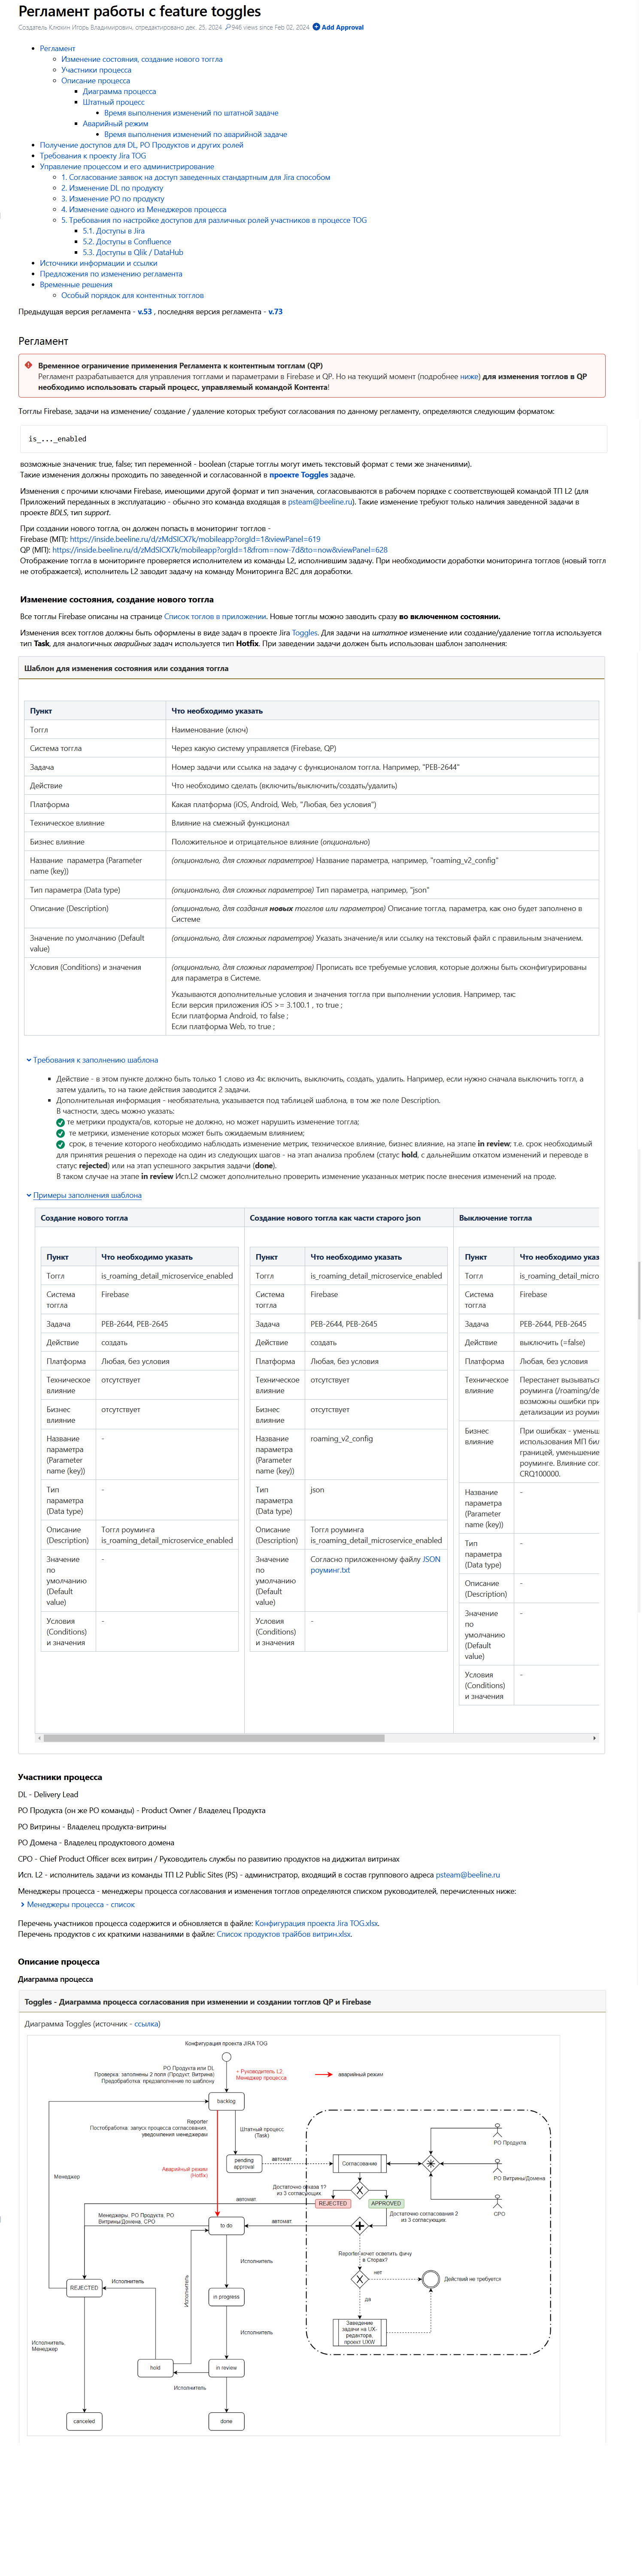 Регламент работы с feature toggles
Создатель Клюхин Игорь Владимирович, отредактировано дек. 25, 2024 946 views since Feb 02, 2024 Add Approval
Регламент
Изменение состояния, создание нового тоггла
Участники процесса
Описание процесса
Диаграмма процесса
Штатный процесс
Время выполнения изменений по штатной задаче
Аварийный режим
Время выполнения изменений по аварийной задаче
Получение доступов для DL, PO Продуктов и других ролей
Требования к проекту Jira TOG
Управление процессом и его администрирование
1. Согласование заявок на доступ заведенных стандартным для Jira способом
2. Изменение DL по продукту
3. Изменение PO по продукту
4. Изменение одного из Менеджеров процесса
5. Требования по настройке доступов для различных ролей участников в процессе TOG
5.1. Доступы в Jira
5.2. Доступы в Confluence
5.3. Доступы в Qlik / DataHub
Источники информации и ссылки
Предложения по изменению регламента
Временные решения
Особый порядок для контентных тогглов
Предыдущая версия регламента - v.53 , последняя версия регламента - v.73
Регламент
Временное ограничение применения Регламента к контентным тогглам (QP)
Регламент разрабатывается для управления тогглами и параметрами в Firebase и QP. Но на текущий момент (подробнее ниже) для изменения тогглов в QP
необходимо использовать старый процесс, управляемый командой Контента!
Тогглы Firebase, задачи на изменение/ создание / удаление которых требуют согласования по данному регламенту, определяются следующим форматом:
is_..._enabled
возможные значения: true, false; тип переменной - boolean (старые тогглы могут иметь текстовый формат с теми же значениями).
Такие изменения должны проходить по заведенной и согласованной в проекте Toggles задаче.
Изменения с прочими ключами Firebase, имеющими другой формат и тип значения, согласовываются в рабочем порядке с соответствующей командой ТП L2 (для
Приложений переданных в эксплуатацию - обычно это команда входящая в psteam@beeline.ru). Такие изменение требуют только наличия заведенной задачи в
проекте BDLS, тип support.
При создании нового тоггла, он должен попасть в мониторинг тогглов -
Firebase (МП): https://inside.beeline.ru/d/zMdSICX7k/mobileapp?orgId=1&viewPanel=619
QP (МП): https://inside.beeline.ru/d/zMdSICX7k/mobileapp?orgId=1&from=now-7d&to=now&viewPanel=628
Отображение тоггла в мониторинге проверяется исполнителем из команды L2, исполнившим задачу. При необходимости доработки мониторинга тогглов (новый тоггл
не отображается), исполнитель L2 заводит задачу на команду Мониторинга B2C для доработки.
Изменение состояния, создание нового тоггла
Все тогглы Firebase описаны на странице Список тоглов в приложении. Новые тогглы можно заводить сразу во включенном состоянии.
Изменения всех тогглов должны быть оформлены в виде задач в проекте Jira Toggles. Для задачи на штатное изменение или создание/удаление тоггла используется
тип Task, для аналогичных аварийных задач используется тип Hotfix. При заведении задачи должен быть использован шаблон заполнения:
Шаблон для изменения состояния или создания тоггла
Пункт Что необходимо указать
Тоггл Наименование (ключ)
Система тоггла Через какую систему управляется (Firebase, QP)
Задача Номер задачи или ссылка на задачу с функционалом тоггла. Например, "PEB-2644"
Действие Что необходимо сделать (включить/выключить/создать/удалить)
Платформа Какая платформа (iOS, Android, Web, "Любая, без условия")
Техническое влияние Влияние на смежный функционал
Бизнес влияние Положительное и отрицательное влияние (опционально)
Название параметра (Parameter (опционально, для сложных параметров) Название параметра, например, "roaming_v2_config"
name (key))
Тип параметра (Data type) (опционально, для сложных параметров) Тип параметра, например, "json"
Описание (Description) (опционально, для создания новых тогглов или параметров) Описание тоггла, параметра, как оно будет заполнено в
Системе
Значение по умолчанию (Default (опционально, для сложных параметров) Указать значение/я или ссылку на текстовый файл с правильным значением.
value)
Условия (Conditions) и значения (опционально, для сложных параметров) Прописать все требуемые условия, которые должны быть сконфигурированы
для параметра в Системе.
Указываются дополнительные условия и значения тоггла при выполнении условия. Например, так:
Если версия приложения iOS >= 3.100.1 , то true ;
Если платформа Android, то false ;
Если платформа Web, то true ;
Требования к заполнению шаблона
Действие - в этом пункте должно быть только 1 слово из 4х: включить, выключить, создать, удалить. Например, если нужно сначала выключить тоггл, а
затем удалить, то на такие действия заводится 2 задачи.
Дополнительная информация - необязательна, указывается под таблицей шаблона, в том же поле Description.
В частности, здесь можно указать:
те метрики продукта/ов, которые не должно, но может нарушить изменение тоггла;
те метрики, изменение которых может быть ожидаемым влиянием;
срок, в течение которого необходимо наблюдать изменение метрик, техническое влияние, бизнес влияние, на этапе in review; т.е. срок необходимый
для принятия решения о переходе на один из следующих шагов - на этап анализа проблем (статус hold, с дальнейшим откатом изменений и переводе в
статус rejected) или на этап успешного закрытия задачи (done).
В таком случае на этапе in review Исп.L2 сможет дополнительно проверить изменение указанных метрик после внесения изменений на проде.
Примеры заполнения шаблона
Создание нового тоггла
Пункт Что необходимо указать
Тоггл is_roaming_detail_microservice_enabled
Система Firebase
тоггла
Задача PEB-2644, PEB-2645
Действие создать
Платформа Любая, без условия
Техническое отсутствует
влияние
Бизнес отсутствует
влияние
Название -
параметра
(Parameter
name (key))
Тип -
параметра
(Data type)
Описание Тоггл роуминга
(Description) is_roaming_detail_microservice_enabled
Значение -
по
умолчанию
(Default
value)
Условия -
(Conditions)
и значения
Создание нового тоггла как части старого json
Пункт Что необходимо указать
Тоггл is_roaming_detail_microservice_enabled
Система Firebase
тоггла
Задача PEB-2644, PEB-2645
Действие создать
Платформа Любая, без условия
Техническое отсутствует
влияние
Бизнес отсутствует
влияние
Название roaming_v2_config
параметра
(Parameter
name (key))
Тип json
параметра
(Data type)
Описание Тоггл роуминга
(Description) is_roaming_detail_microservice_enabled
Значение Согласно приложенному файлу JSON
по роуминг.txt
умолчанию
(Default
value)
Условия -
(Conditions)
и значения
Выключение тоггла
Пункт Что необходимо указ
Тоггл is_roaming_detail_micro
Система Firebase
тоггла
Задача PEB-2644, PEB-2645
Действие выключить (=false)
Платформа Любая, без условия
Техническое Перестанет вызыватьс
влияние роуминга (/roaming/de
возможны ошибки при
детализации из роуми
Бизнес При ошибках - уменьш
влияние использования МП бил
границей, уменьшение
роуминге. Влияние сог
CRQ100000.
Название -
параметра
(Parameter
name (key))
Тип -
параметра
(Data type)
Описание -
(Description)
Значение -
по
умолчанию
(Default
value)
Условия -
(Conditions)
и значения
Участники процесса
DL - Delivery Lead
PO Продукта (он же PO команды) - Product Owner / Владелец Продукта
PO Витрины - Владелец продукта-витрины
PO Домена - Владелец продуктового домена
CPO - Chief Product Officer всех витрин / Руководитель службы по развитию продуктов на диджитал витринах
Исп. L2 - исполнитель задачи из команды ТП L2 Public Sites (PS) - администратор, входящий в состав группового адреса psteam@beeline.ru
Менеджеры процесса - менеджеры процесса согласования и изменения тогглов определяются списком руководителей, перечисленных ниже:
Менеджеры процесса - список
Перечень участников процесса содержится и обновляется в файле: Конфигурация проекта Jira TOG.xlsx.
Перечень продуктов с их краткими названиями в файле: Список продуктов трайбов витрин.xlsx.
Описание процесса
Диаграмма процесса
Toggles - Диаграмма процесса согласования при изменении и создании тогглов QP и Firebase
Диаграмма Toggles (источник - ссылка)
Конфигурация проекта JIRA TOG
PO Продукта или DL
Проверка: заполнены 2 поля (Продукт, Витрина)
Предобработка: предзаполнение по шаблону
+ Руководитель L2,
Менеджер процесса
аварийный режим
backlog
Reporter
Постобработка: запуск процесса согласования,
уведомления менеджерам
Штатный процесс
(Task)
pending
approval
автомат.
Согласование
PO Продукта
PO Витрины/Домена
CPO
Менеджер
Аварийный режим
(Hotfix)
Достаточно отказа 1?
из 3 согласующих
REJECTED
APPROVED
автомат
Достаточно согласования 2
из 3 согласующих
Менеджеры, PO Продукта, PO
Витрины/Домена, CPO
to do
автомат.
Reporter хочет осветить фичу
в Сторах?
Исполнитель
нет
Действий не требуется
да
REJECTED
Исполнитель
Исполнитель
in progress
Заведение
задачи на UX-
редактора,
проект UXW
Исполнитель
Исполнитель,
Менеджер
hold
in review
Исполнитель
canceled
done